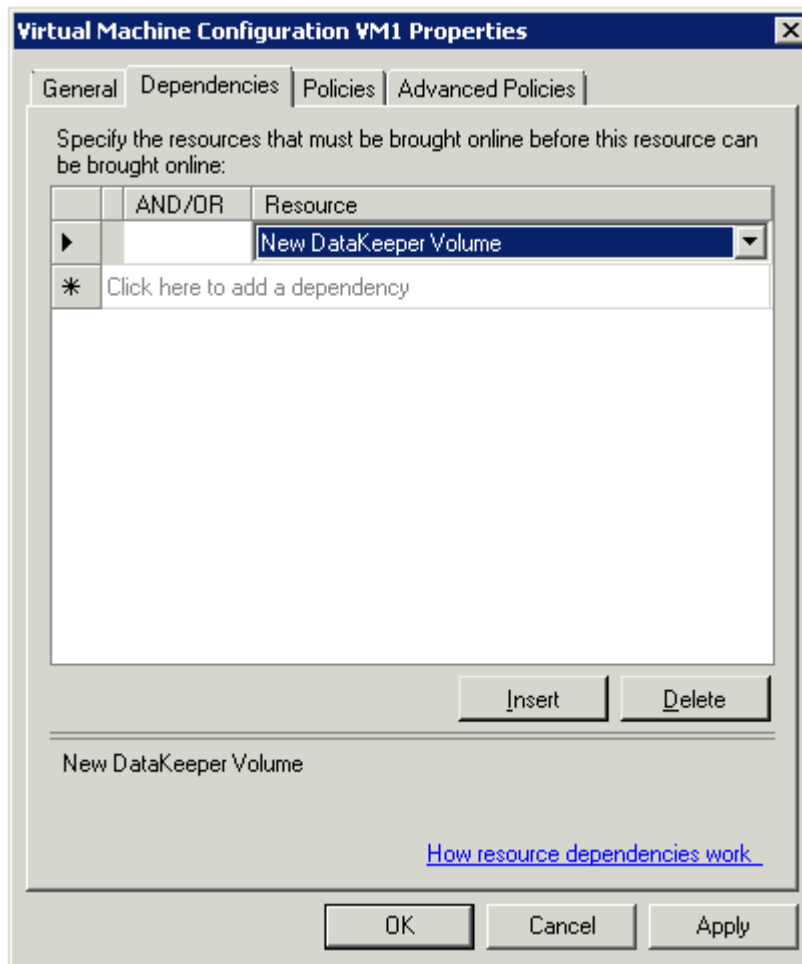 Virtual Machine Configuration VM1 Properties
General Dependencies Policies Advanced Policies
Specify the resources that must be brought online before this resource can
be brought online:
AND/OR Resource
New DataKeeper Volume
Click here to add a dependency
Insert Delete
New DataKeeper Volume
How resource dependencies work
OK Cancel Apply